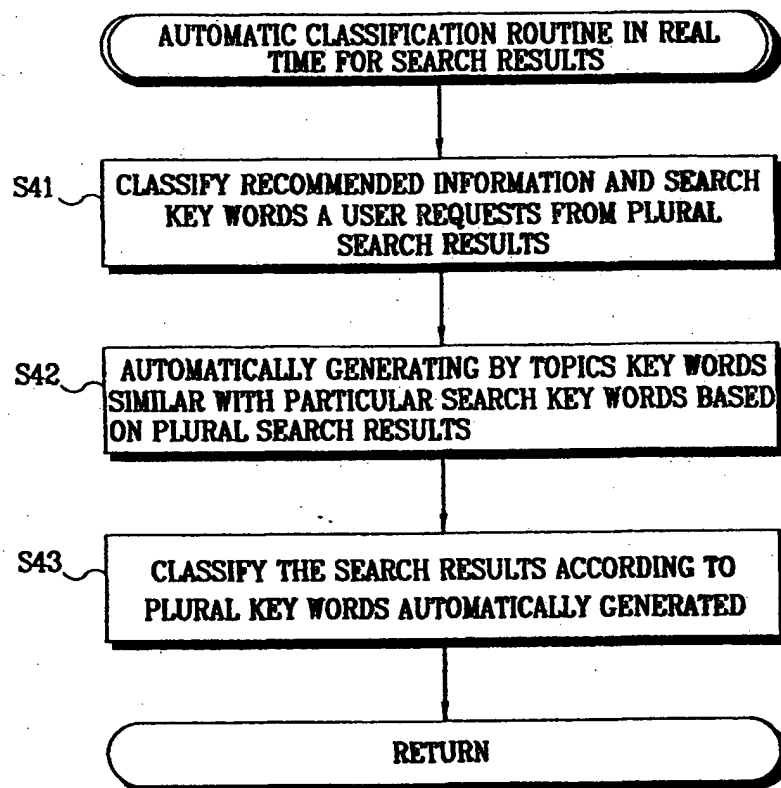 AUTOMATIC CLASSIFICATION ROUTINE IN REAL
TIME FOR SEARCH RESULTS
S41
CLASSIFY RECOMMENDED INFORMATION AND SEARCH
KEY WORDS A USER REQUESTS FROM PLURAL
SEARCH RESULTS
S42
AUTOMATICALLY GENERATING BY TOPICS KEY WORDS
SIMILAR WITH PARTICULAR SEARCH KEY WORDS BASED
ON PLURAL SEARCH RESULTS
S43
CLASSIFY THE SEARCH RESULTS ACCORDING TO
PLURAL KEY WORDS AUTOMATICALLY GENERATED
RETURN